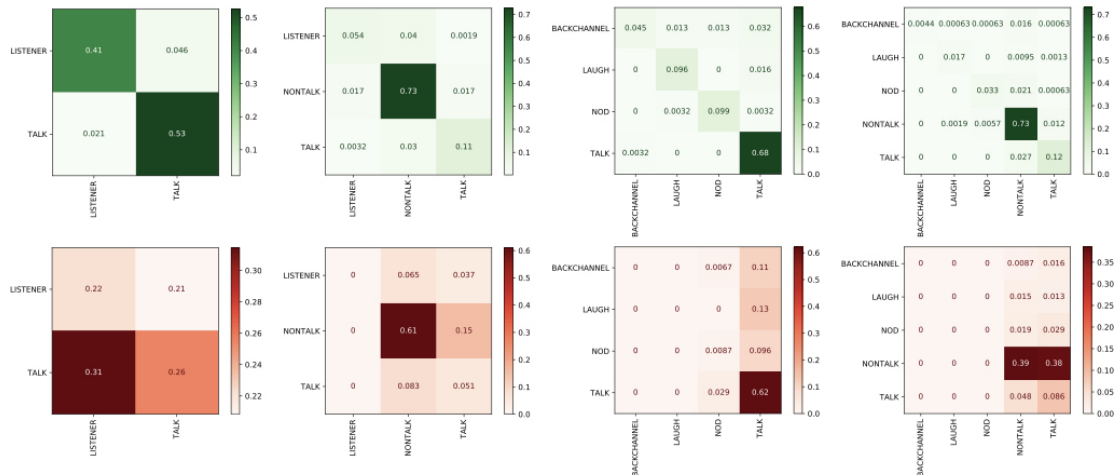 LISTENER 0.41 0.046
TALK 0.021 0.53
LISTENER TALK
0.5
0.4
0.3
0.2
0.1
LISTENER 0.054 0.04 0.0019
NONTALK 0.017 0.73 0.017
TALK 0.0032 0.03 0.11
LISTENER NONTALK TALK
0.7
0.6
0.5
0.4
0.3
0.2
0.1
BACKCHANNEL 0.045 0.013 0.013 0.032
LAUGH 0 0.096 0 0.016
NOD 0 0.0032 0.099 0.0032
TALK 0.0032 0 0 0.68
BACKCHANNEL LAUGH NOD TALK
0.6
0.5
0.4
0.3
0.2
0.1
0.0
BACKCHANNEL 0.0044 0.00063 0.00063 0.016 0.00063
LAUGH 0 0.017 0 0.0095 0.0013
NOD 0 0 0.033 0.021 0.00063
NONTALK 0 0.0019 0.0057 0.73 0.012
TALK 0 0 0 0.027 0.12
BACKCHANNEL LAUGH NOD NONTALK TALK
0.7
0.6
0.5
0.4
0.3
0.2
0.1
0.0
LISTENER 0.22 0.21
TALK 0.31 0.26
LISTENER TALK
0.30
0.28
0.26
0.24
0.22
LISTENER 0 0.065 0.037
NONTALK 0 0.61 0.15
TALK 0 0.083 0.051
LISTENER NONTALK TALK
0.6
0.5
0.4
0.3
0.2
0.1
0.0
BACKCHANNEL 0 0 0.0067 0.11
LAUGH 0 0 0 0.13
NOD 0 0 0.0087 0.096
TALK 0 0 0.029 0.62
BACKCHANNEL LAUGH NOD TALK
0.6
0.5
0.4
0.3
0.2
0.1
0.0
BACKCHANNEL 0 0 0 0.0087 0.016
LAUGH 0 0 0 0.015 0.013
NOD 0 0 0 0.019 0.029
NONTALK 0 0 0 0.39 0.38
TALK 0 0 0 0.048 0.086
BACKCHANNEL LAUGH NOD NONTALK TALK
0.35
0.30
0.25
0.20
0.15
0.10
0.05
0.00